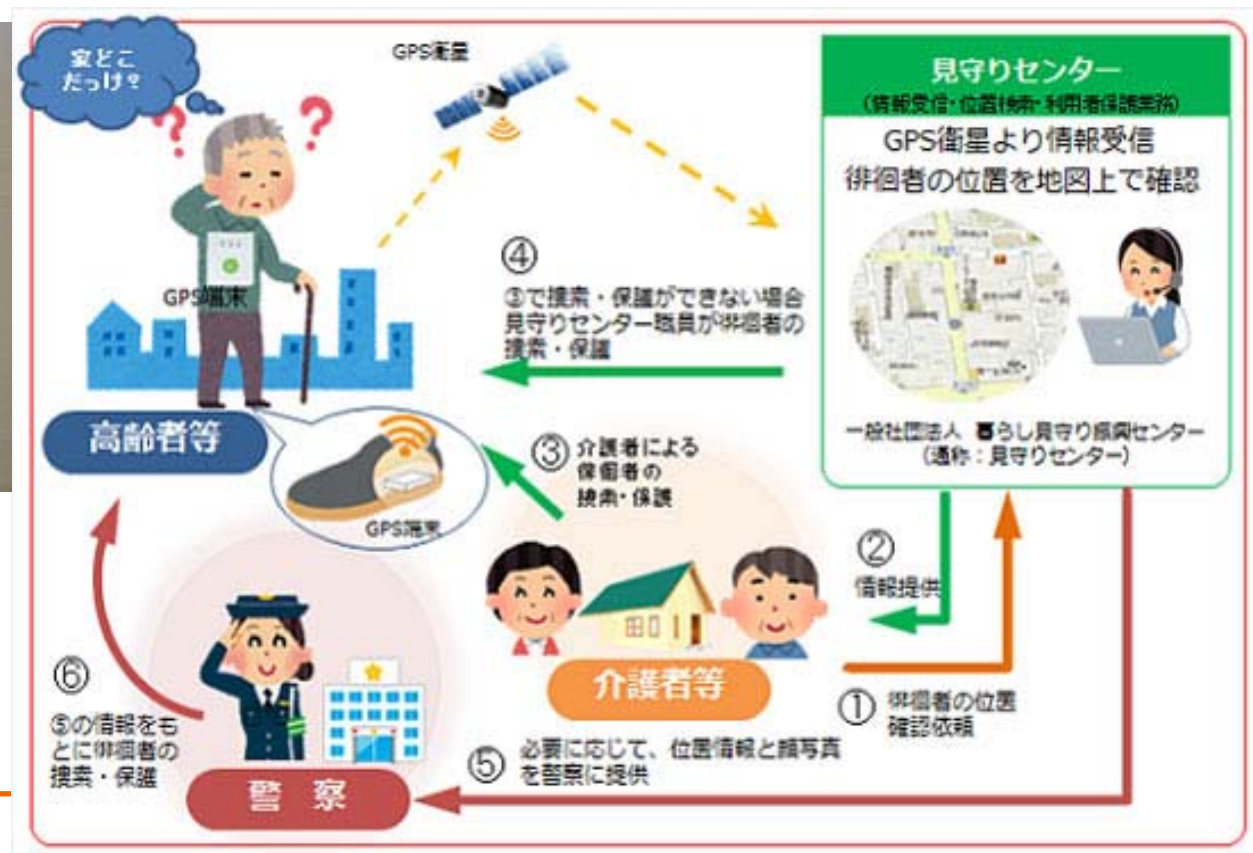 家どこ
だっけ?
GPS衛星
見守りセンター
(情報受信・位置検索・利用者保護業務)
GPS衛星より情報受信
徘徊者の位置を地図上で確認
GPS端末
④
③で捜索・保護ができない場合
見守りセンター職員が徘徊者の
捜索・保護
一般社団法人 暮らし見守り振興センター
(通称:見守りセンター)
高齢者等
GPS端末
③ 介護者による
徘徊者の
捜索・保護
②
情報提供
介護者等
① 徘徊者の位置
確認依頼
⑥
⑤の情報をも
とに徘徊者の
捜索・保護
⑤ 必要に応じて、位置情報と顔写真
を警察に提供
警 察